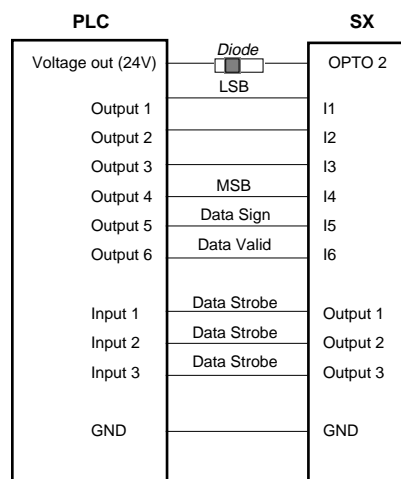 PLC SX
Voltage out (24V) Diode OPTO 2
LSB
Output 1 I1
Output 2 I2
Output 3 I3
Output 4 MSB I4
Output 5 Data Sign I5
Output 6 Data Valid I6
Input 1 Data Strobe Output 1
Input 2 Data Strobe Output 2
Input 3 Data Strobe Output 3
GND GND